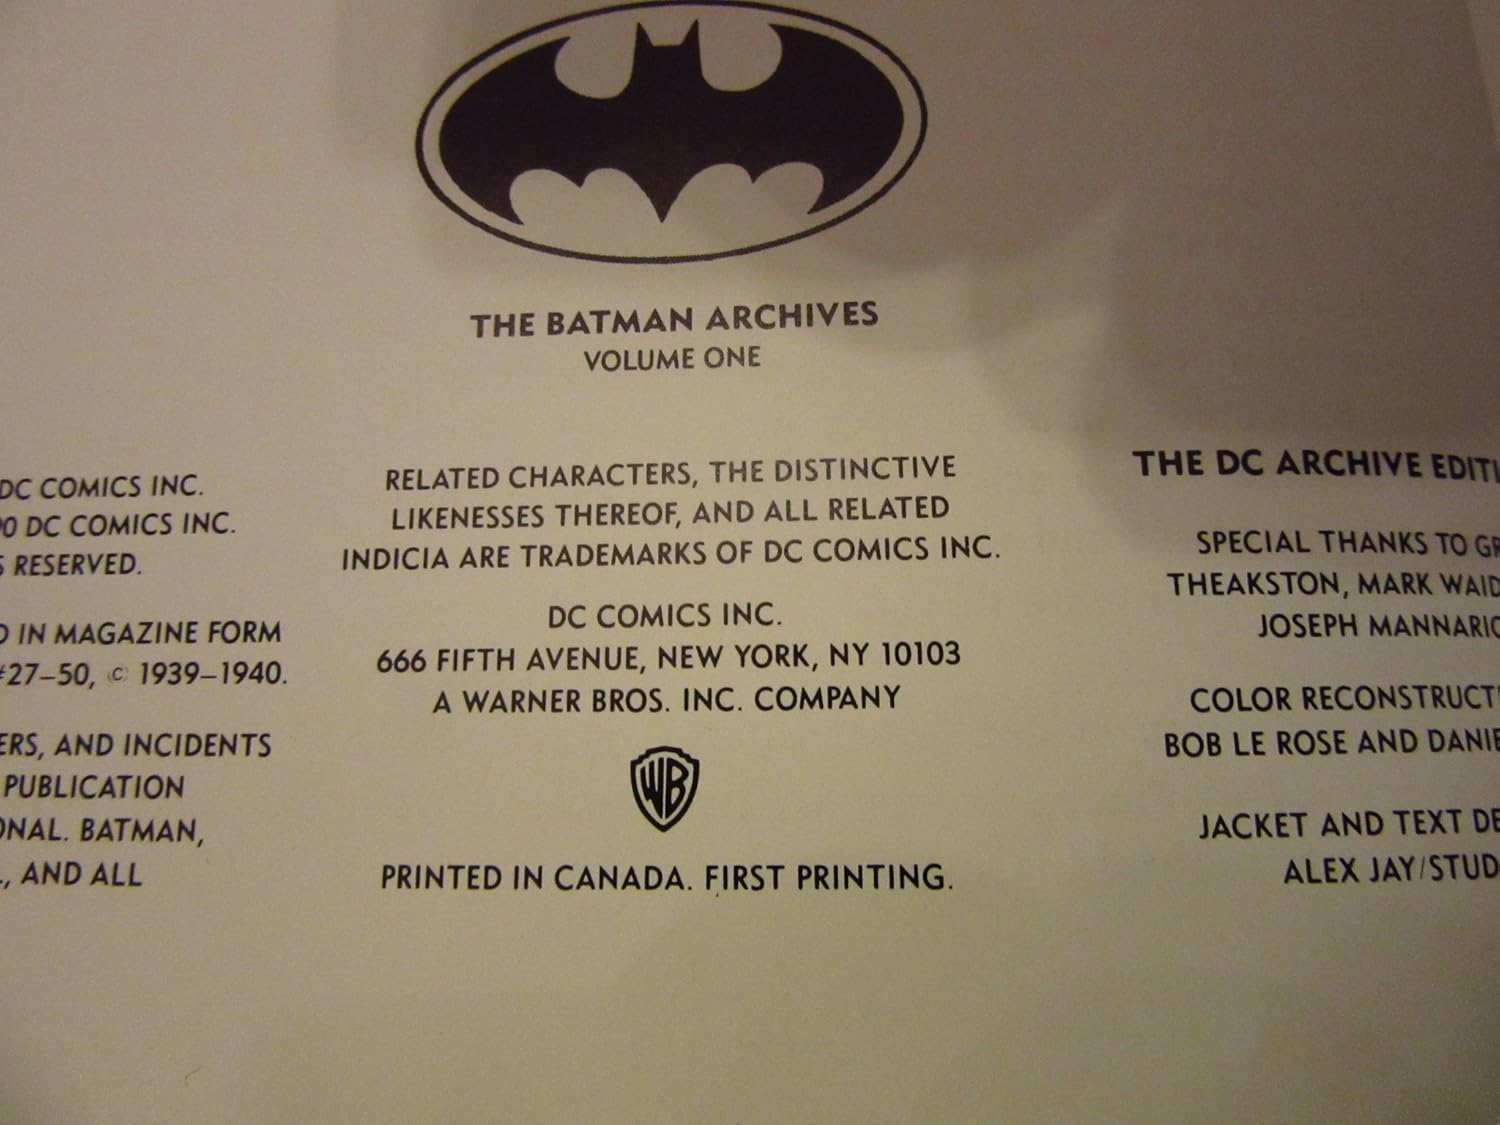 THE BATMAN ARCHIVES
VOLUME ONE
DC COMICS INC.
DC COMICS INC.
RESERVED.
IN MAGAZINE FORM
27–50, © 1939–1940.
AND INCIDENTS
PUBLICATION
BATMAN,
AND ALL
RELATED CHARACTERS, THE DISTINCTIVE
LIKENESSES THEREOF, AND ALL RELATED
INDICIA ARE TRADEMARKS OF DC COMICS INC.
DC COMICS INC.
666 FIFTH AVENUE, NEW YORK, NY 10103
A WARNER BROS. INC. COMPANY
WB
PRINTED IN CANADA. FIRST PRINTING.
THE DC ARCHIVE
SPECIAL THANKS TO
THEAKSTON, MARK WAID
JOSEPH
COLOR
BOB LE ROSE AND
JACKET AND TEXT
ALEX JAY/